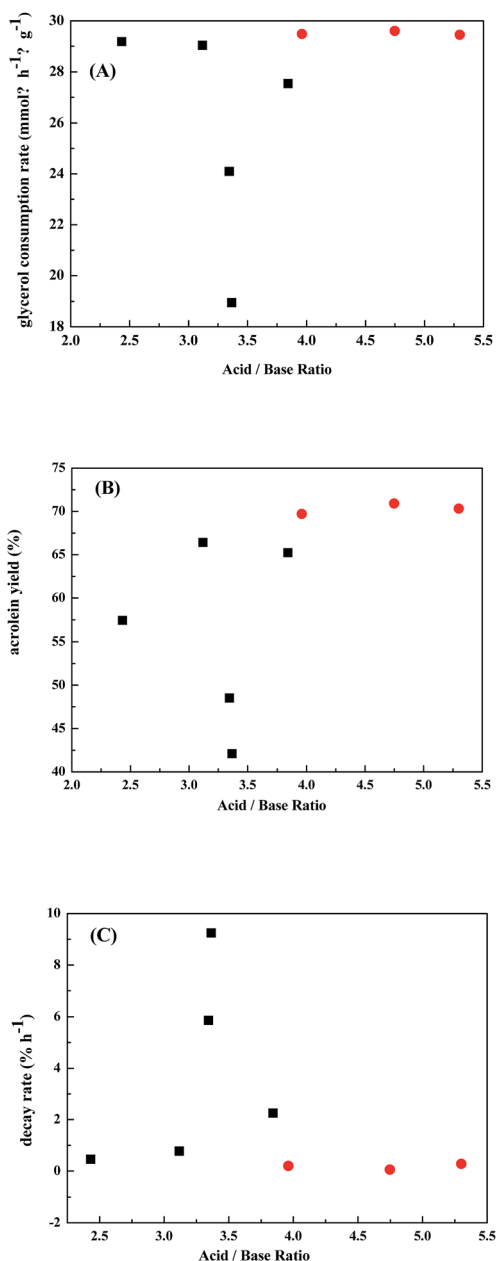 (A)
glycerol consumption rate (mmol? h-1? g-1)
30
28
26
24
22
20
18
2.0 2.5 3.0 3.5 4.0 4.5 5.0 5.5
Acid / Base Ratio
(B)
acrolein yield (%)
75
70
65
60
55
50
45
40
2.0 2.5 3.0 3.5 4.0 4.5 5.0 5.5
Acid / Base Ratio
(C)
decay rate (% h-1)
10
8
6
4
2
0
-2
2.5 3.0 3.5 4.0 4.5 5.0 5.5
Acid / Base Ratio